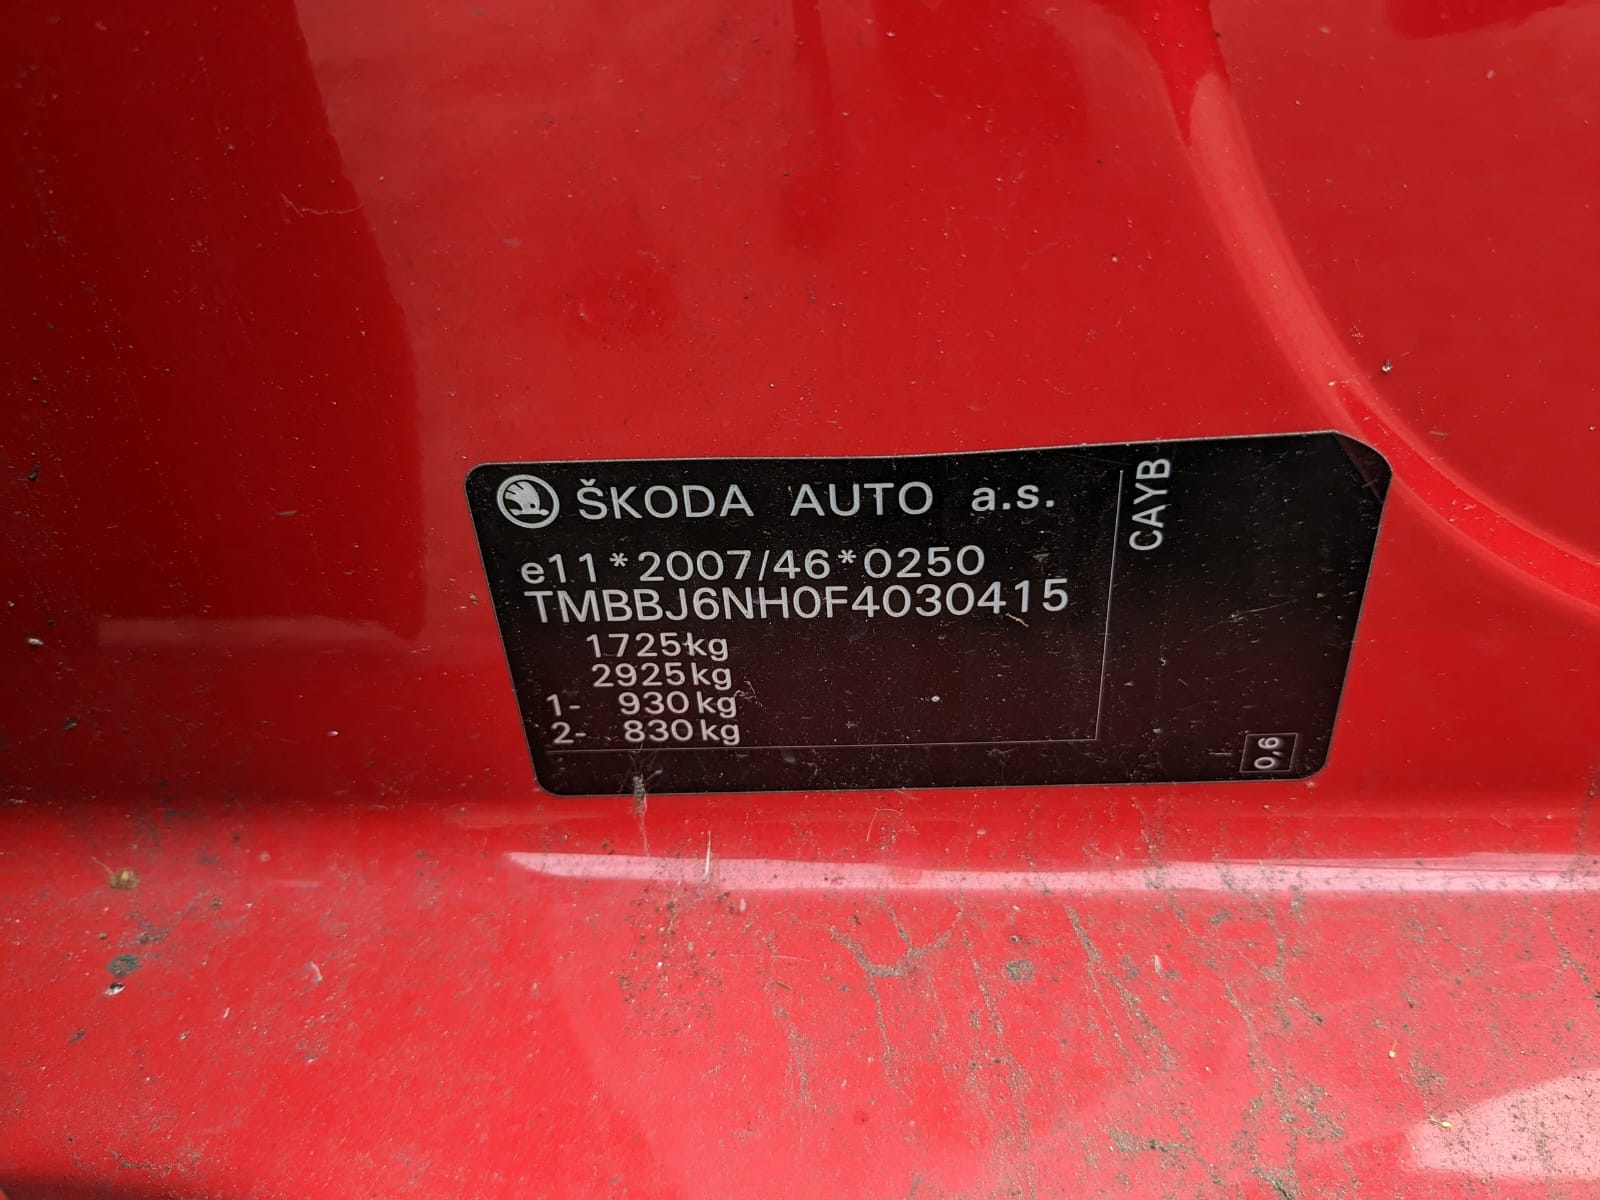 ŠKODA AUTO a.s.
e11*2007/46*0250
TMBBJ6NH0F4030415
1725kg
2925kg
1- 930kg
2- 830kg
CAYB
0,6